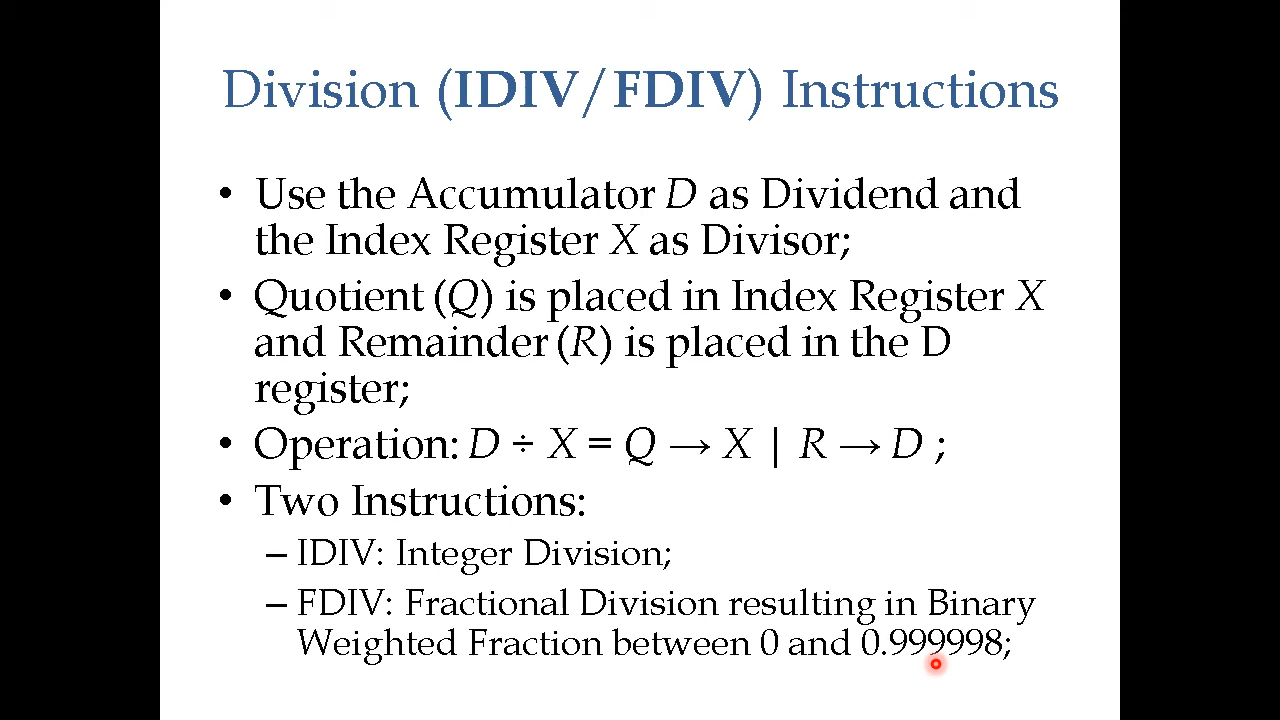 Division (IDIV/FDIV) Instructions
• Use the Accumulator D as Dividend and
the Index Register X as Divisor;
• Quotient (Q) is placed in Index Register X
and Remainder (R) is placed in the D
register;
• Operation: D ÷ X = Q → X | R → D ;
• Two Instructions:
– IDIV: Integer Division;
– FDIV: Fractional Division resulting in Binary
Weighted Fraction between 0 and 0.999998;